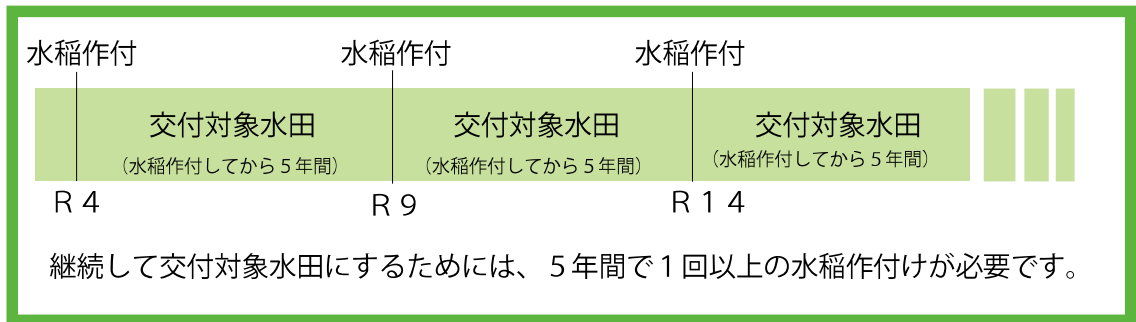 水稲作付 水稲作付 水稲作付
交付対象水田 交付対象水田 交付対象水田
（水稲作付してから５年間） （水稲作付してから５年間） （水稲作付してから５年間）
Ｒ４ Ｒ９ Ｒ１４
継続して交付対象水田にするためには、５年間で１回以上の水稲作付けが必要です。